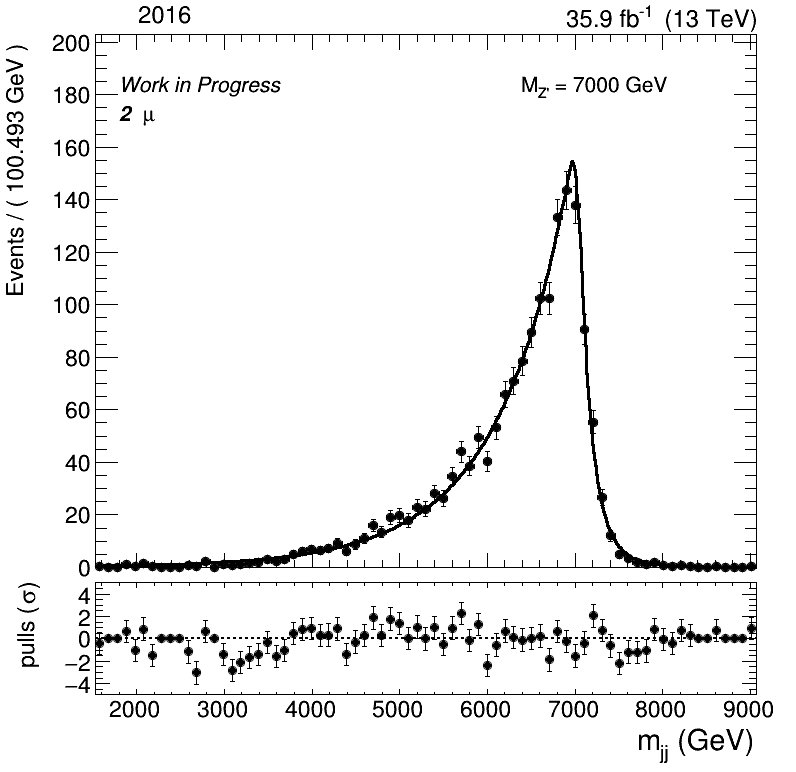 2016 35.9 fb⁻¹ (13 TeV)
Events / ( 100.493 GeV )
200
180
160
140
120
100
80
60
40
20
0
Work in Progress
2 μ
M_Z' = 7000 GeV
pulls (σ)
4
2
0
−2
−4
2000 3000 4000 5000 6000 7000 8000 9000
m_jj (GeV)